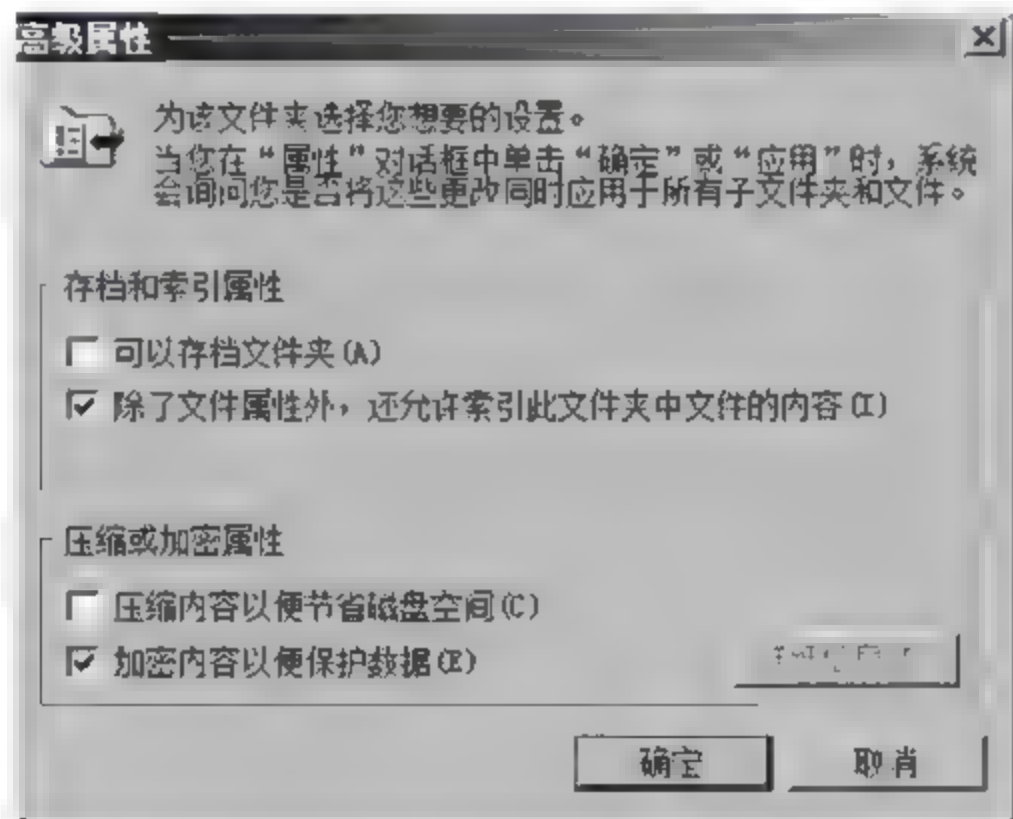 高级属性
为该文件夹选择您想要的设置。
当您在“属性”对话框中单击“确定”或“应用”时，系统
会询问您是否将这些更改同时应用于所有子文件夹和文件。
存档和索引属性
可以存档文件夹(A)
除了文件属性外，还允许索引此文件夹中文件的内容(I)
压缩或加密属性
压缩内容以便节省磁盘空间(C)
加密内容以便保护数据(E)
确定
取消